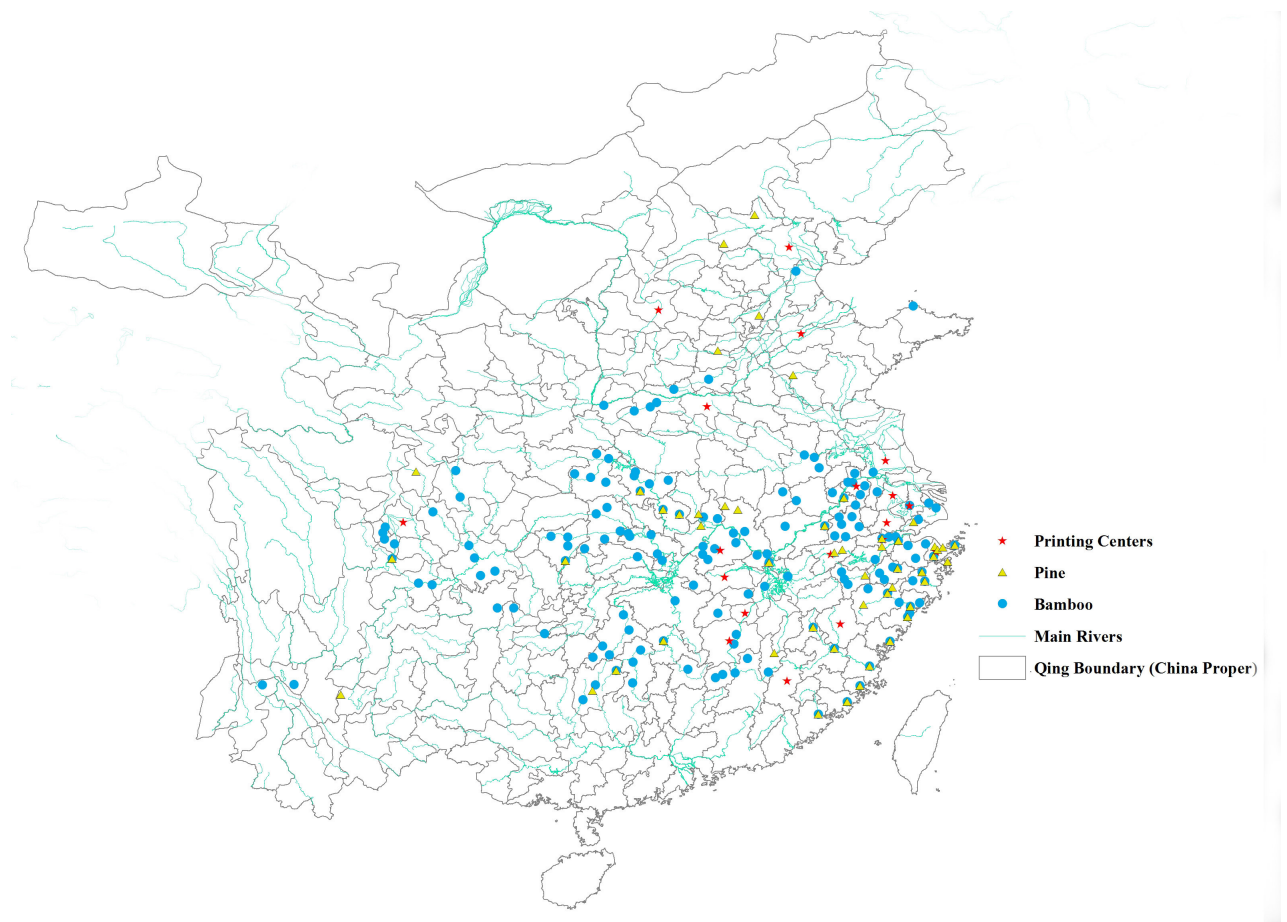 Printing Centers
Pine
Bamboo
Main Rivers
Qing Boundary (China Proper)